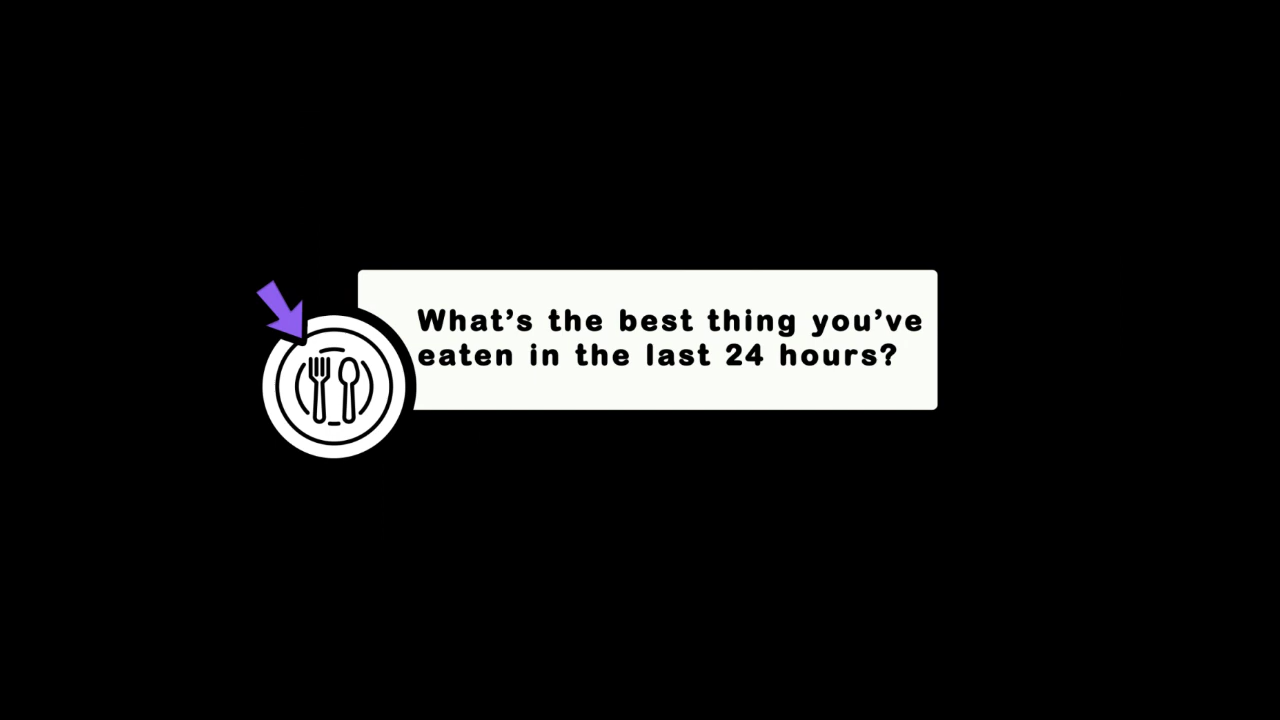 What’s the best thing you’ve
eaten in the last 24 hours?